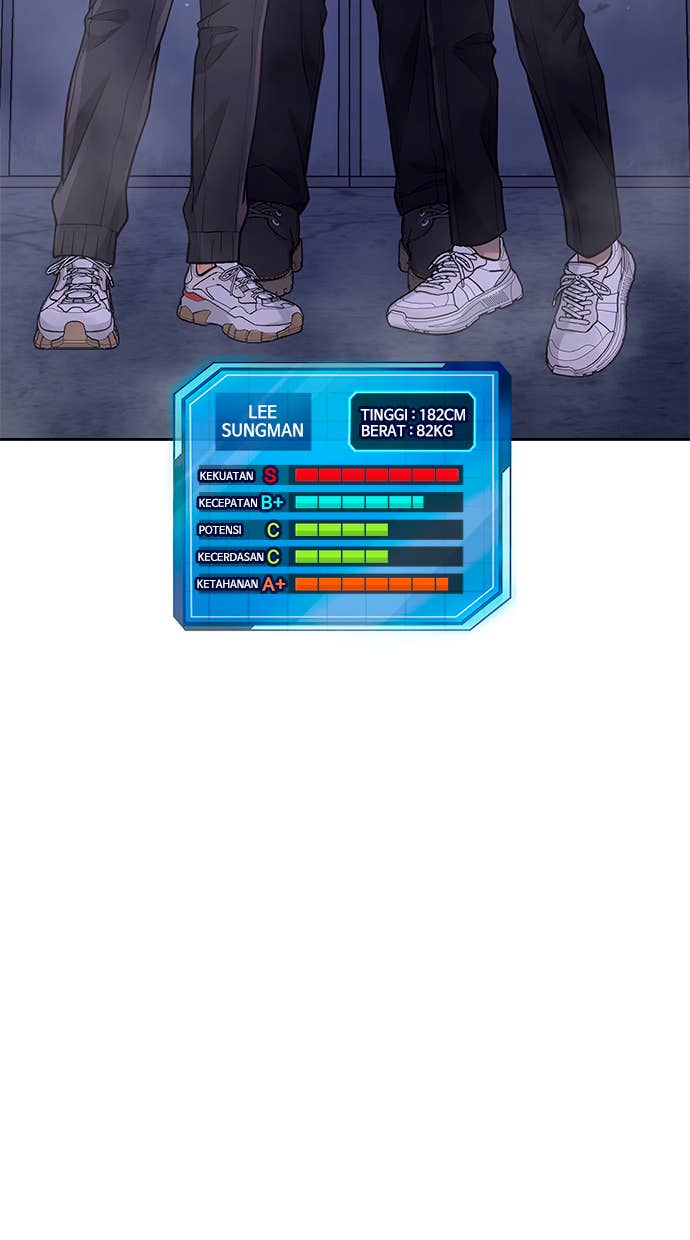 LEE
SUNGMAN
TINGGI : 182CM
BERAT : 82KG
KEKUATAN S
KECEPATAN B+
POTENSI C
KECERDASAN C
KETAHANAN A+